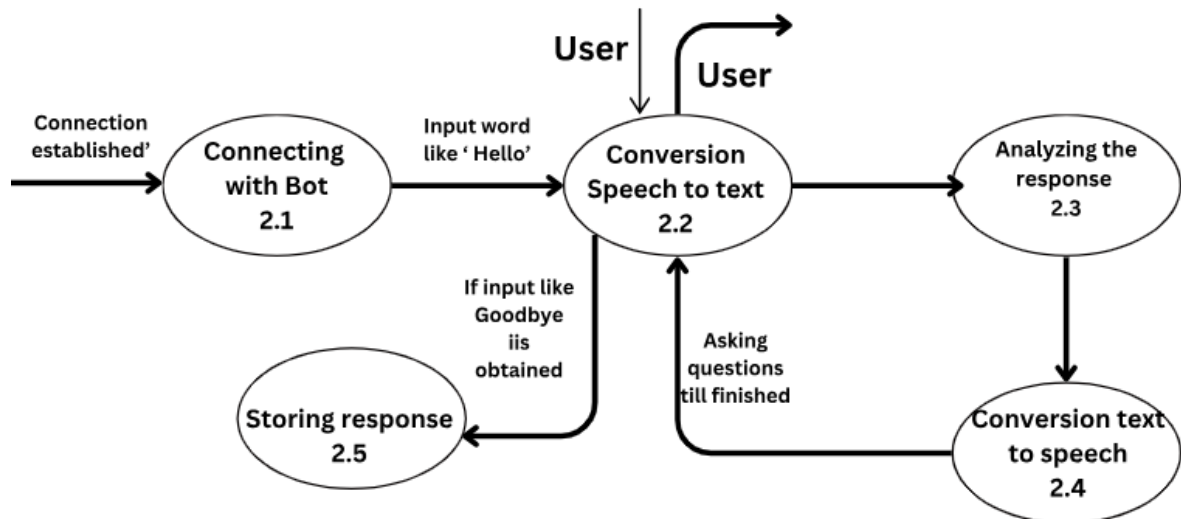 User
User
Connection
established’
Connecting
with Bot
2.1
Input word
like ‘ Hello’
Conversion
Speech to text
2.2
Analyzing the
response
2.3
If input like
Goodbye
iis
obtained
Asking
questions
till finished
Storing response
2.5
Conversion text
to speech
2.4